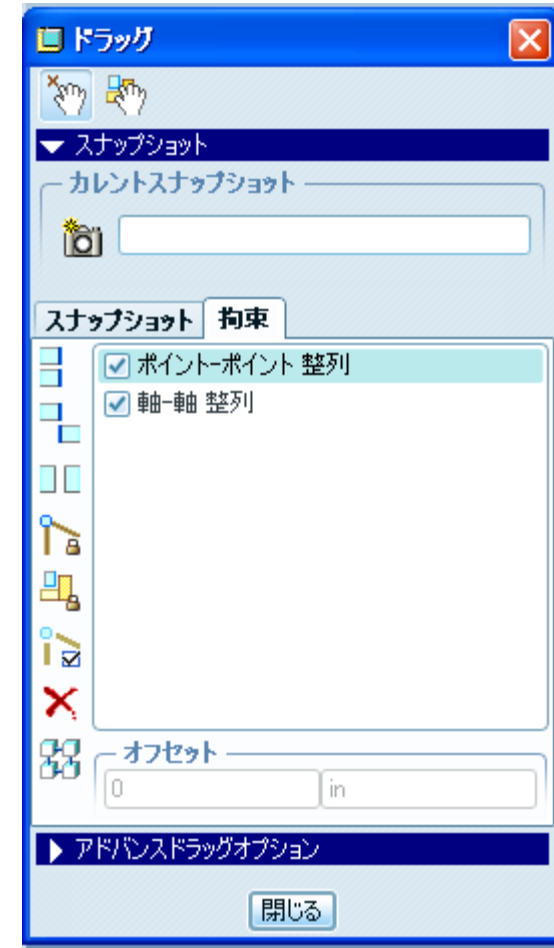 ドラッグ
スナップショット
カレントスナップショット
スナップショット 拘束
ポイント-ポイント 整列
軸-軸 整列
オフセット
0 in
アドバンスドラッグオプション
閉じる